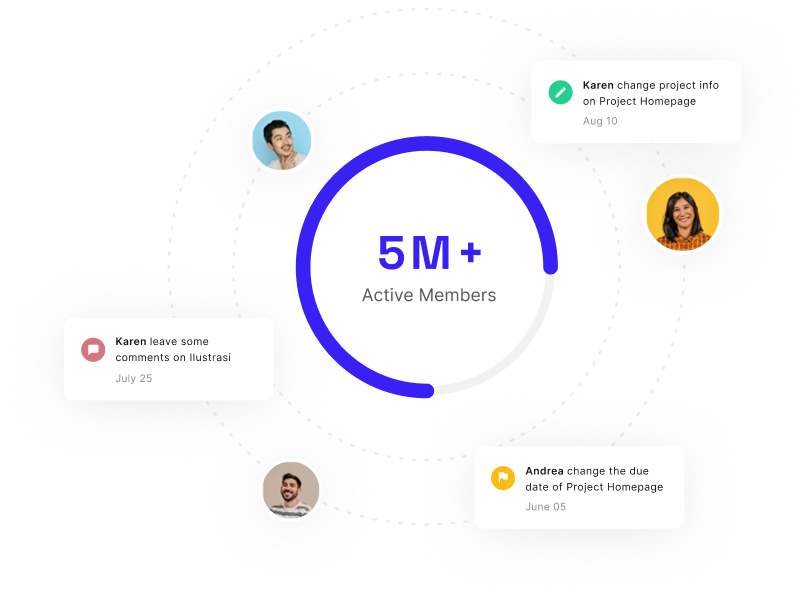 Karen change project info
on Project Homepage
Aug 10
5M+
Active Members
Karen leave some
comments on Ilustrasi
July 25
Andrea change the due
date of Project Homepage
June 05